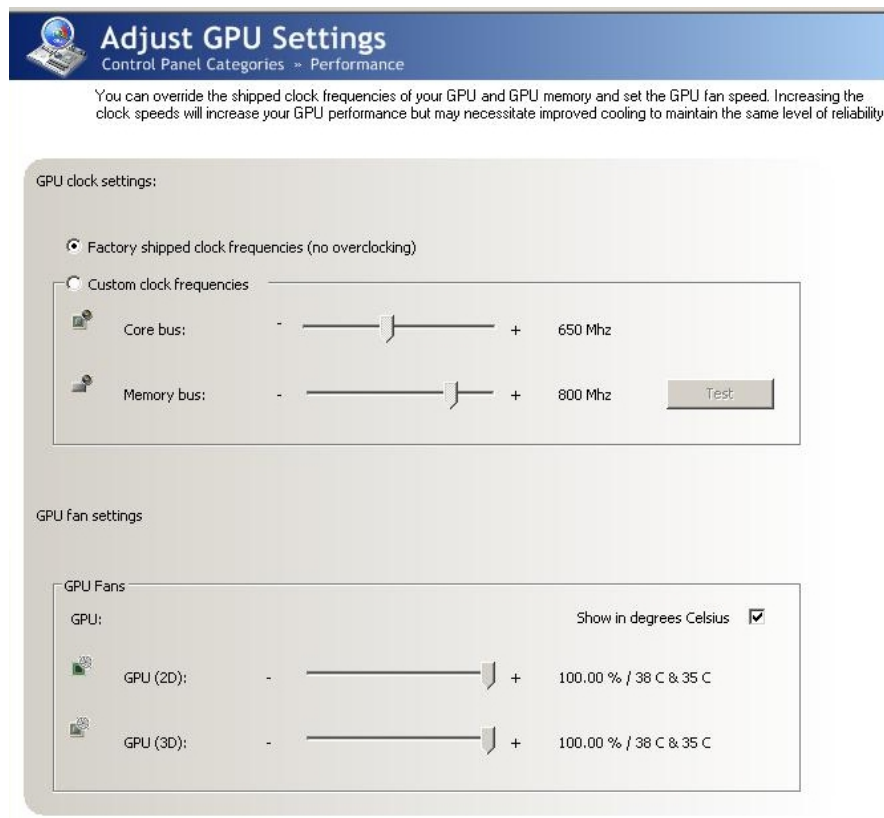 Adjust GPU Settings
Control Panel Categories » Performance
You can override the shipped clock frequencies of your GPU and GPU memory and set the GPU fan speed. Increasing the
clock speeds will increase your GPU performance but may necessitate improved cooling to maintain the same level of reliability
GPU clock settings:
Factory shipped clock frequencies (no overclocking)
Custom clock frequencies
Core bus: - + 650 Mhz
Memory bus: - + 800 Mhz Test
GPU fan settings
GPU Fans
GPU: Show in degrees Celsius
GPU (2D): - + 100.00 % / 38 C & 35 C
GPU (3D): - + 100.00 % / 38 C & 35 C